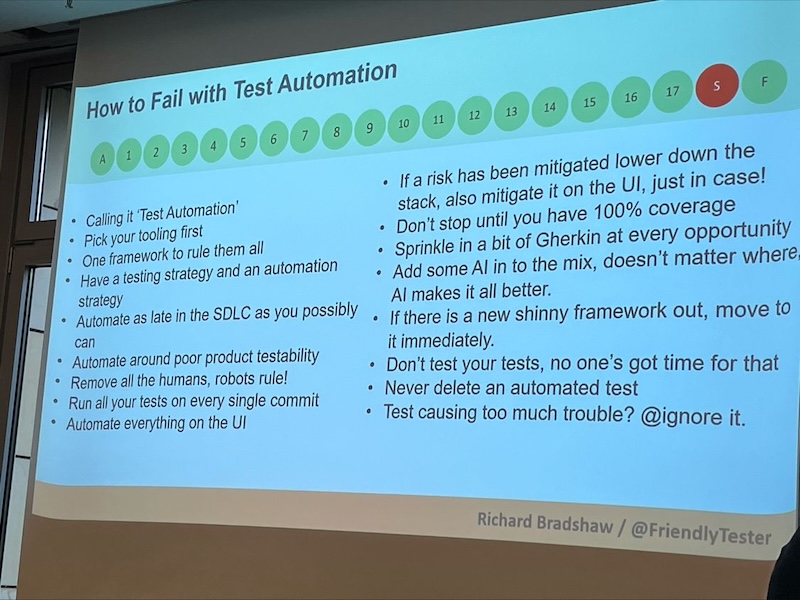 How to Fail with Test Automation
A 1 2 3 4 5 6 7 8 9 10 11 12 13 14 15 16 17 S F
• Calling it ‘Test Automation’
• Pick your tooling first
• One framework to rule them all
• Have a testing strategy and an automation
strategy
• Automate as late in the SDLC as you possibly
can
• Automate around poor product testability
• Remove all the humans, robots rule!
• Run all your tests on every single commit
• Automate everything on the UI
• If a risk has been mitigated lower down the
stack, also mitigate it on the UI, just in case!
• Don’t stop until you have 100% coverage
• Sprinkle in a bit of Gherkin at every opportunity
• Add some AI in to the mix, doesn’t matter where,
AI makes it all better.
• If there is a new shinny framework out, move to
it immediately.
• Don’t test your tests, no one’s got time for that
• Never delete an automated test
• Test causing too much trouble? @ignore it.
Richard Bradshaw / @FriendlyTester